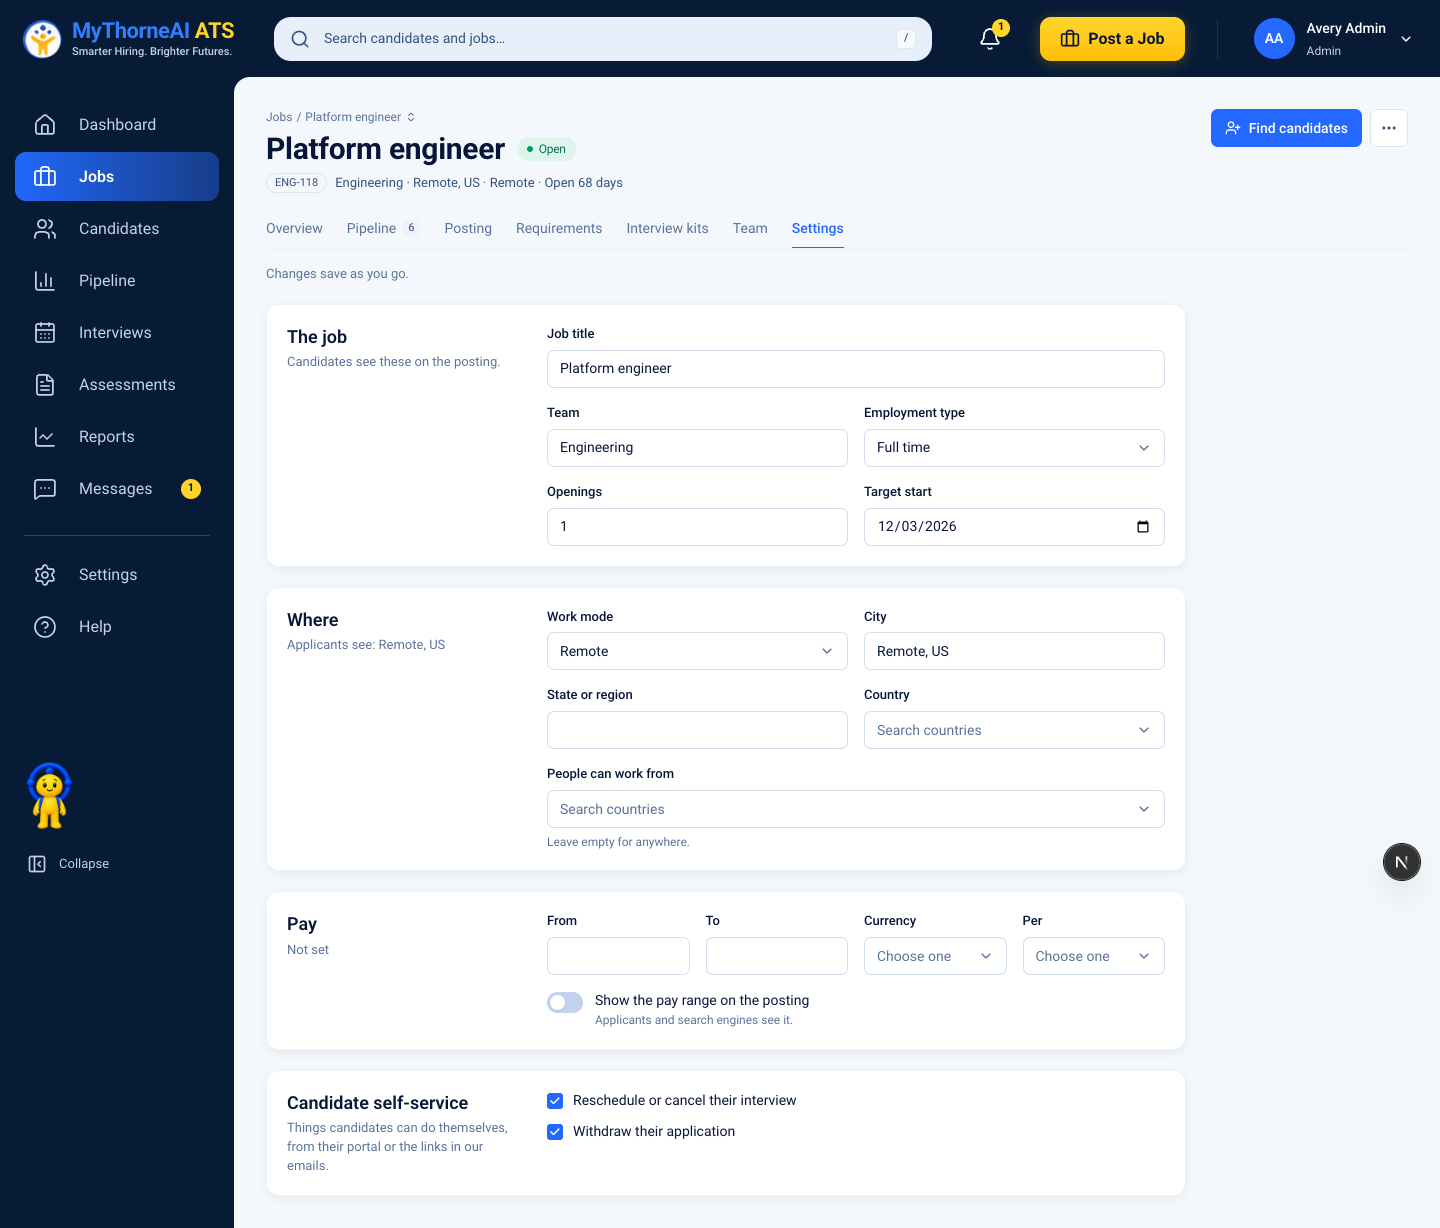 MyThorneAI ATS
Smarter Hiring. Brighter Futures.
Search candidates and jobs…
/
1
Post a Job
AA
Avery Admin
Admin
Dashboard
Jobs
Candidates
Pipeline
Interviews
Assessments
Reports
Messages
1
Settings
Help
Collapse
Jobs / Platform engineer
Platform engineer
Open
ENG-118
Engineering · Remote, US · Remote · Open 68 days
Find candidates
Overview
Pipeline 6
Posting
Requirements
Interview kits
Team
Settings
Changes save as you go.
The job
Candidates see these on the posting.
Job title
Platform engineer
Team
Employment type
Engineering
Full time
Openings
Target start
1
12/03/2026
Where
Applicants see: Remote, US
Work mode
City
Remote
Remote, US
State or region
Country
Search countries
People can work from
Search countries
Leave empty for anywhere.
Pay
Not set
From
To
Currency
Per
Choose one
Choose one
Show the pay range on the posting
Applicants and search engines see it.
Candidate self-service
Things candidates can do themselves,
from their portal or the links in our
emails.
Reschedule or cancel their interview
Withdraw their application
N